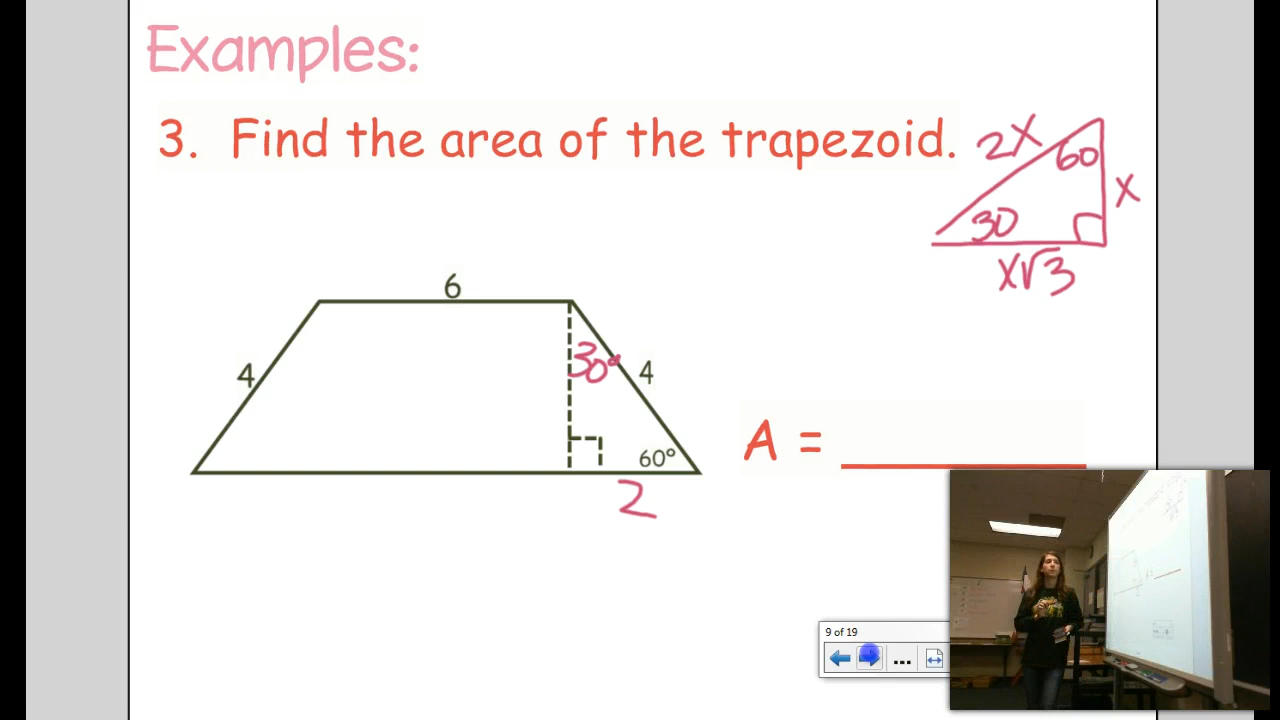 Examples:
3. Find the area of the trapezoid.
2x
60
x
30
x√3
6
4
30°
4
60°
2
A = ______
9 of 19
...